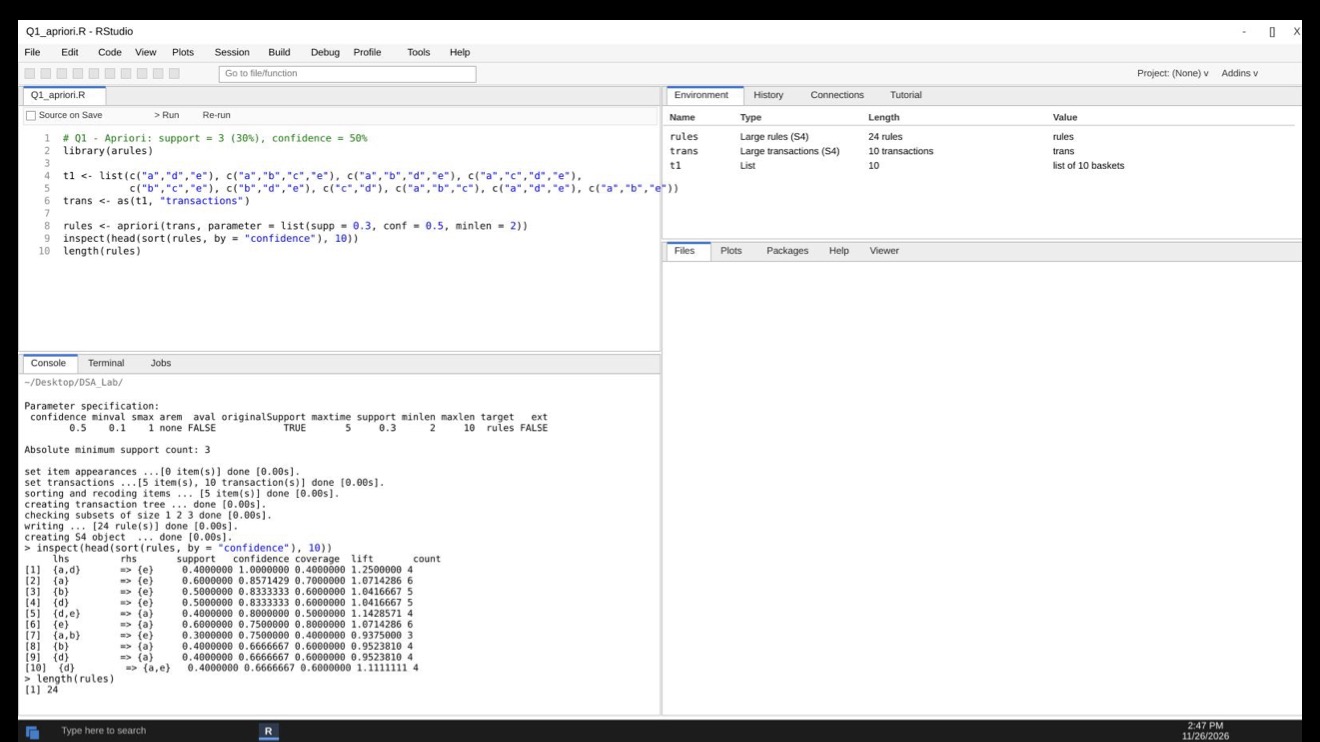 Q1_apriori.R - RStudio - [] X
File Edit Code View Plots Session Build Debug Profile Tools Help
Go to file/function Project: (None) v Addins v
Q1_apriori.R
Source on Save > Run Re-run
1 # Q1 - Apriori: support = 3 (30%), confidence = 50%
2 library(arules)
3
4 t1 <- list(c("a","d","e"), c("a","b","c","e"), c("a","b","d","e"), c("a","c","d","e"),
5 c("b","c","e"), c("b","d","e"), c("c","d"), c("a","b","c"), c("a","d","e"), c("a","b","e"))
6 trans <- as(t1, "transactions")
7
8 rules <- apriori(trans, parameter = list(supp = 0.3, conf = 0.5, minlen = 2))
9 inspect(head(sort(rules, by = "confidence"), 10))
10 length(rules)
Environment History Connections Tutorial
Name Type Length Value
rules Large rules (S4) 24 rules rules
trans Large transactions (S4) 10 transactions trans
t1 List 10 list of 10 baskets
Files Plots Packages Help Viewer
Console Terminal Jobs
~/Desktop/DSA_Lab/
Parameter specification:
confidence minval smax arem aval originalSupport maxtime support minlen maxlen target ext
0.5 0.1 1 none FALSE TRUE 5 0.3 2 10 rules FALSE
Absolute minimum support count: 3
set item appearances ...[0 item(s)] done [0.00s].
set transactions ...[5 item(s), 10 transaction(s)] done [0.00s].
sorting and recoding items ... [5 item(s)] done [0.00s].
creating transaction tree ... done [0.00s].
checking subsets of size 1 2 3 done [0.00s].
writing ... [24 rule(s)] done [0.00s].
creating S4 object ... done [0.00s].
> inspect(head(sort(rules, by = "confidence"), 10))
lhs rhs support confidence coverage lift count
[1] {a,d} => {e} 0.4000000 1.0000000 0.4000000 1.2500000 4
[2] {a} => {e} 0.6000000 0.8571429 0.7000000 1.0714286 6
[3] {b} => {e} 0.5000000 0.8333333 0.6000000 1.0416667 5
[4] {d} => {e} 0.5000000 0.8333333 0.6000000 1.0416667 5
[5] {d,e} => {a} 0.4000000 0.8000000 0.5000000 1.1428571 4
[6] {e} => {a} 0.6000000 0.7500000 0.8000000 1.0714286 6
[7] {a,b} => {e} 0.3000000 0.7500000 0.4000000 0.9375000 3
[8] {b} => {a} 0.4000000 0.6666667 0.6000000 0.9523810 4
[9] {d} => {a} 0.4000000 0.6666667 0.6000000 0.9523810 4
[10] {d} => {a,e} 0.4000000 0.6666667 0.6000000 1.1111111 4
> length(rules)
[1] 24
Type here to search R 2:47 PM
11/26/2026